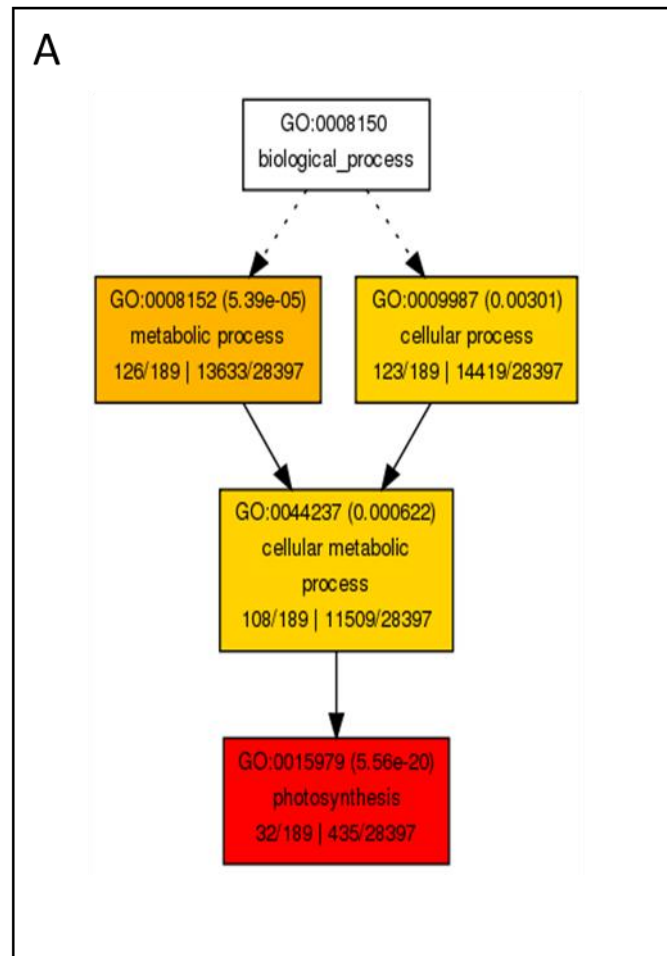 A
GO:0008150
biological_process
GO:0008152 (5.39e-05)
metabolic process
126/189 | 13633/28397
GO:0009987 (0.00301)
cellular process
123/189 | 14419/28397
GO:0044237 (0.000622)
cellular metabolic
process
108/189 | 11509/28397
GO:0015979 (5.56e-20)
photosynthesis
32/189 | 435/28397